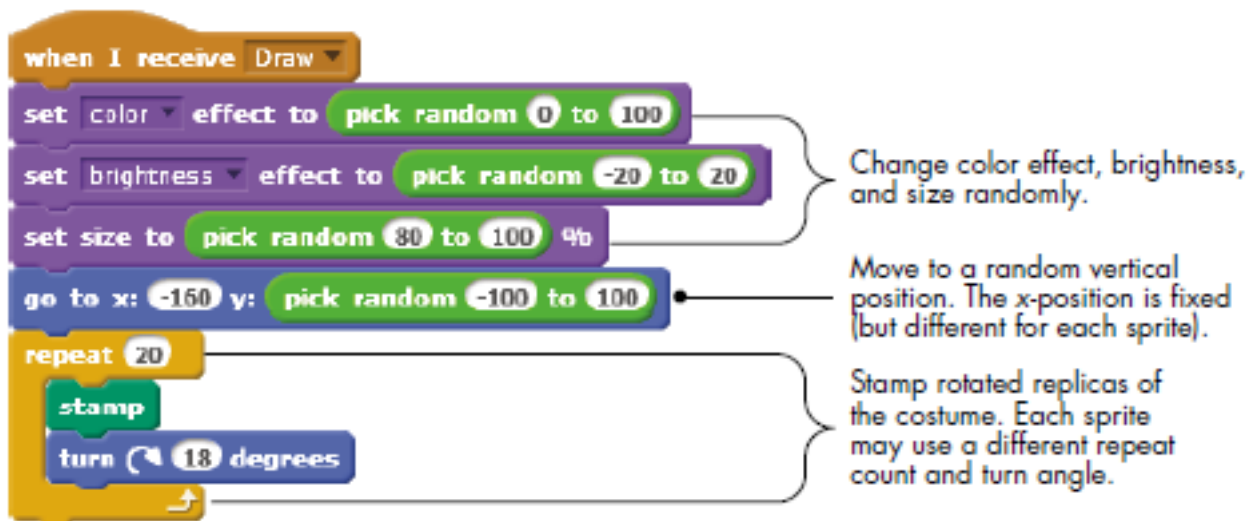 when I receive Draw
set color effect to pick random 0 to 100
set brightness effect to pick random -20 to 20
set size to pick random 80 to 100 %
go to x: -160 y: pick random -100 to 100
repeat 20
stamp
turn 18 degrees
Change color effect, brightness,
and size randomly.
Move to a random vertical
position. The x-position is fixed
(but different for each sprite).
Stamp rotated replicas of
the costume. Each sprite
may use a different repeat
count and turn angle.